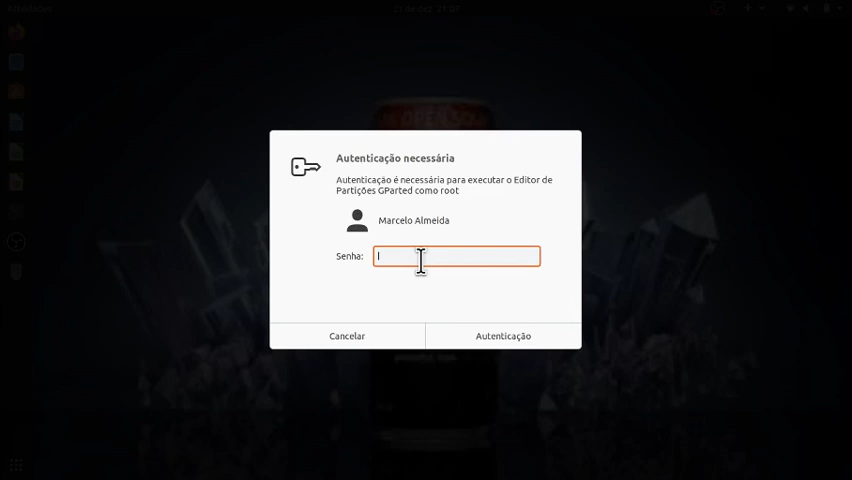 Autenticação necessária
Autenticação é necessária para executar o Editor de
Partições GParted como root
Marcelo Almeida
Senha:
Cancelar
Autenticação